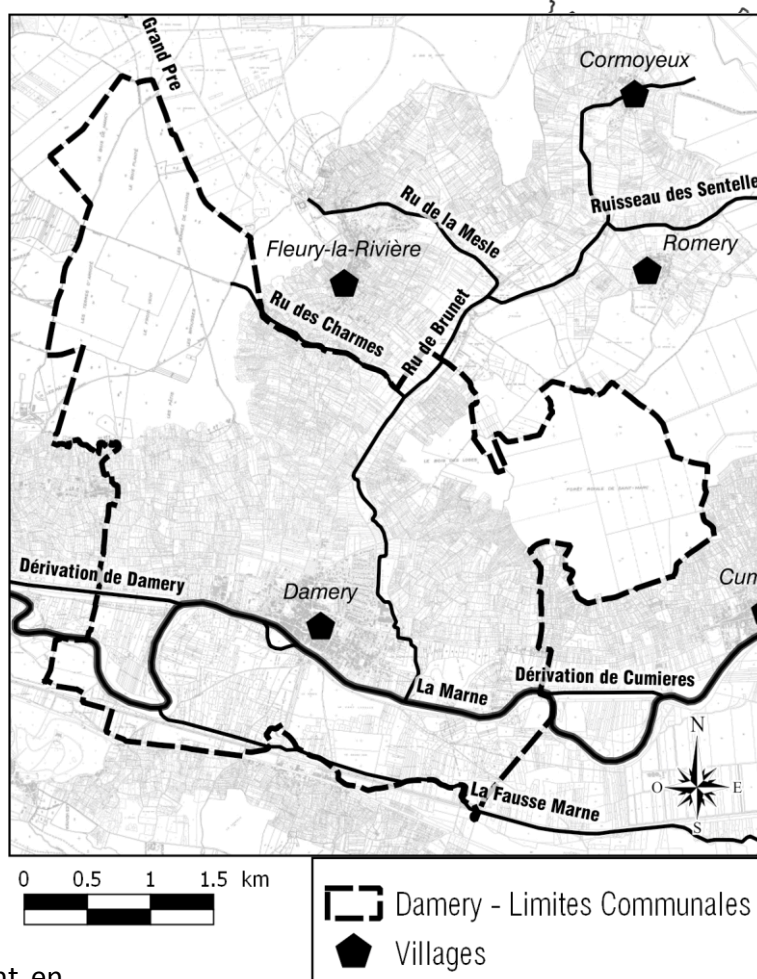 Grand Pre
Cormoyeux
Ru de la Mesle
Ruisseau des Sentelle
Fleury-la-Rivière
Romery
Ru des Charmes
Ru de Brunet
Dérivation de Damery
Damery
Cum
La Marne
Dérivation de Cumieres
N
O
E
S
La Fausse Marne
0 0.5 1 1.5 km
Damery - Limites Communales
Villages
nt en